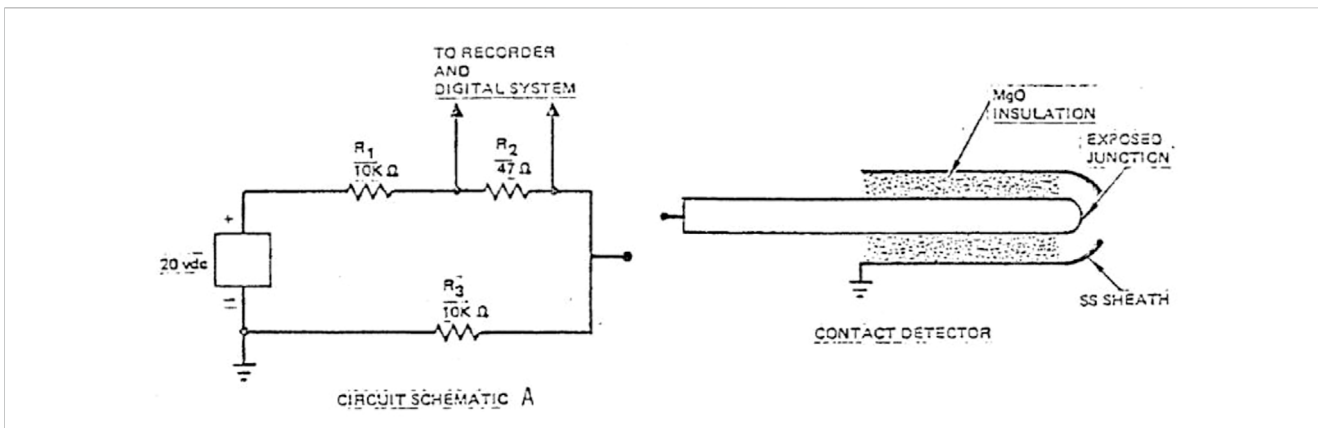 TO RECORDER
AND
DIGITAL SYSTEM
R1
10K Ω
R2
47 Ω
+
20 vdc
R3
10K Ω
CIRCUIT SCHEMATIC A
MgO
INSULATION
EXPOSED
JUNCTION
SS SHEATH
CONTACT DETECTOR